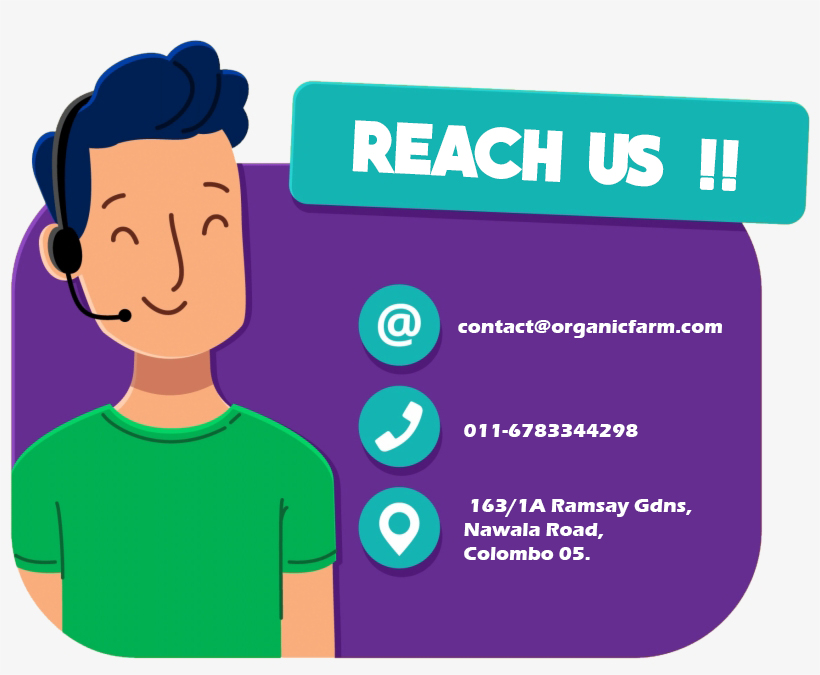 REACH US !!
@ contact@organicfarm.com
011-6783344298
163/1A Ramsay Gdns,
Nawala Road,
Colombo 05.